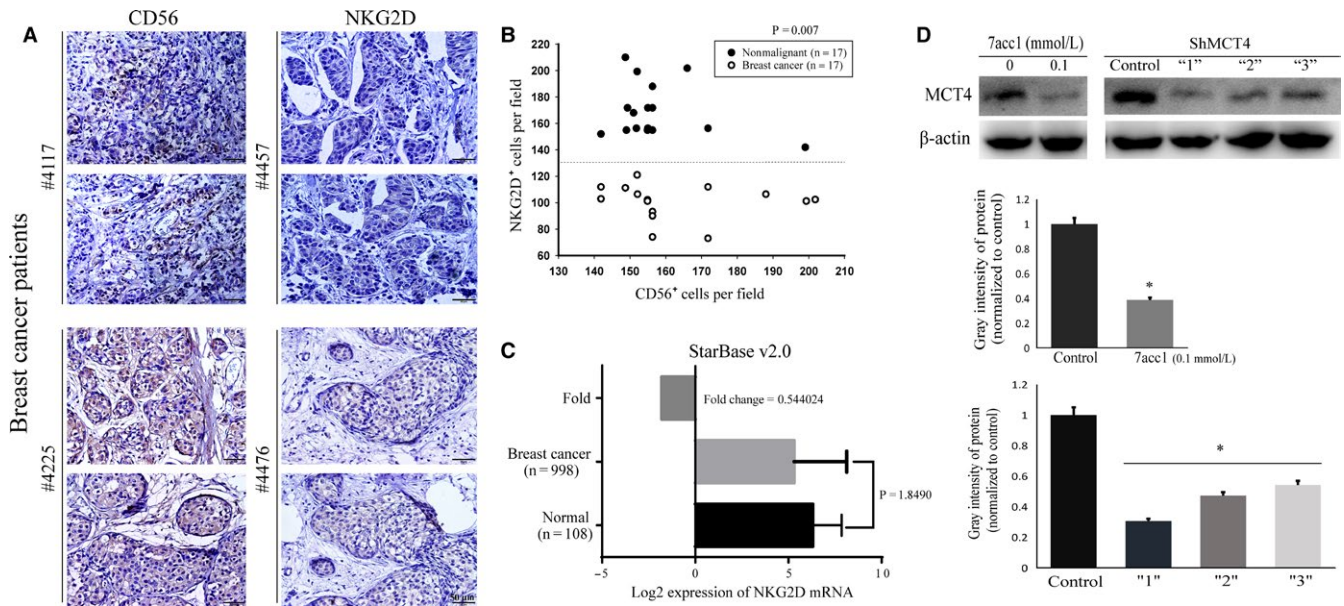 A
CD56
NKG2D
Breast cancer patients
#4117
#4457
#4225
#4476
50 μm
B
P = 0.007
Nonmalignant (n = 17)
Breast cancer (n = 17)
NKG2D⁺ cells per field
220
200
180
160
140
120
100
80
60
130 140 150 160 170 180 190 200 210
CD56⁺ cells per field
C
StarBase v2.0
Fold
Fold change = 0.544024
Breast cancer
(n = 998)
P = 1.8490
Normal
(n = 108)
−5 0 5 10
Log2 expression of NKG2D mRNA
D
7acc1 (mmol/L)
ShMCT4
0 0.1
Control “1” “2” “3”
MCT4
β-actin
Gray intensity of protein
(normalized to control)
1.2
1
0.8
0.6
0.4
0.2
0
*
Control 7acc1 (0.1 mmol/L)
Gray intensity of protein
(normalized to control)
1.2
1
0.8
0.6
0.4
0.2
0
*
Control "1" "2" "3"